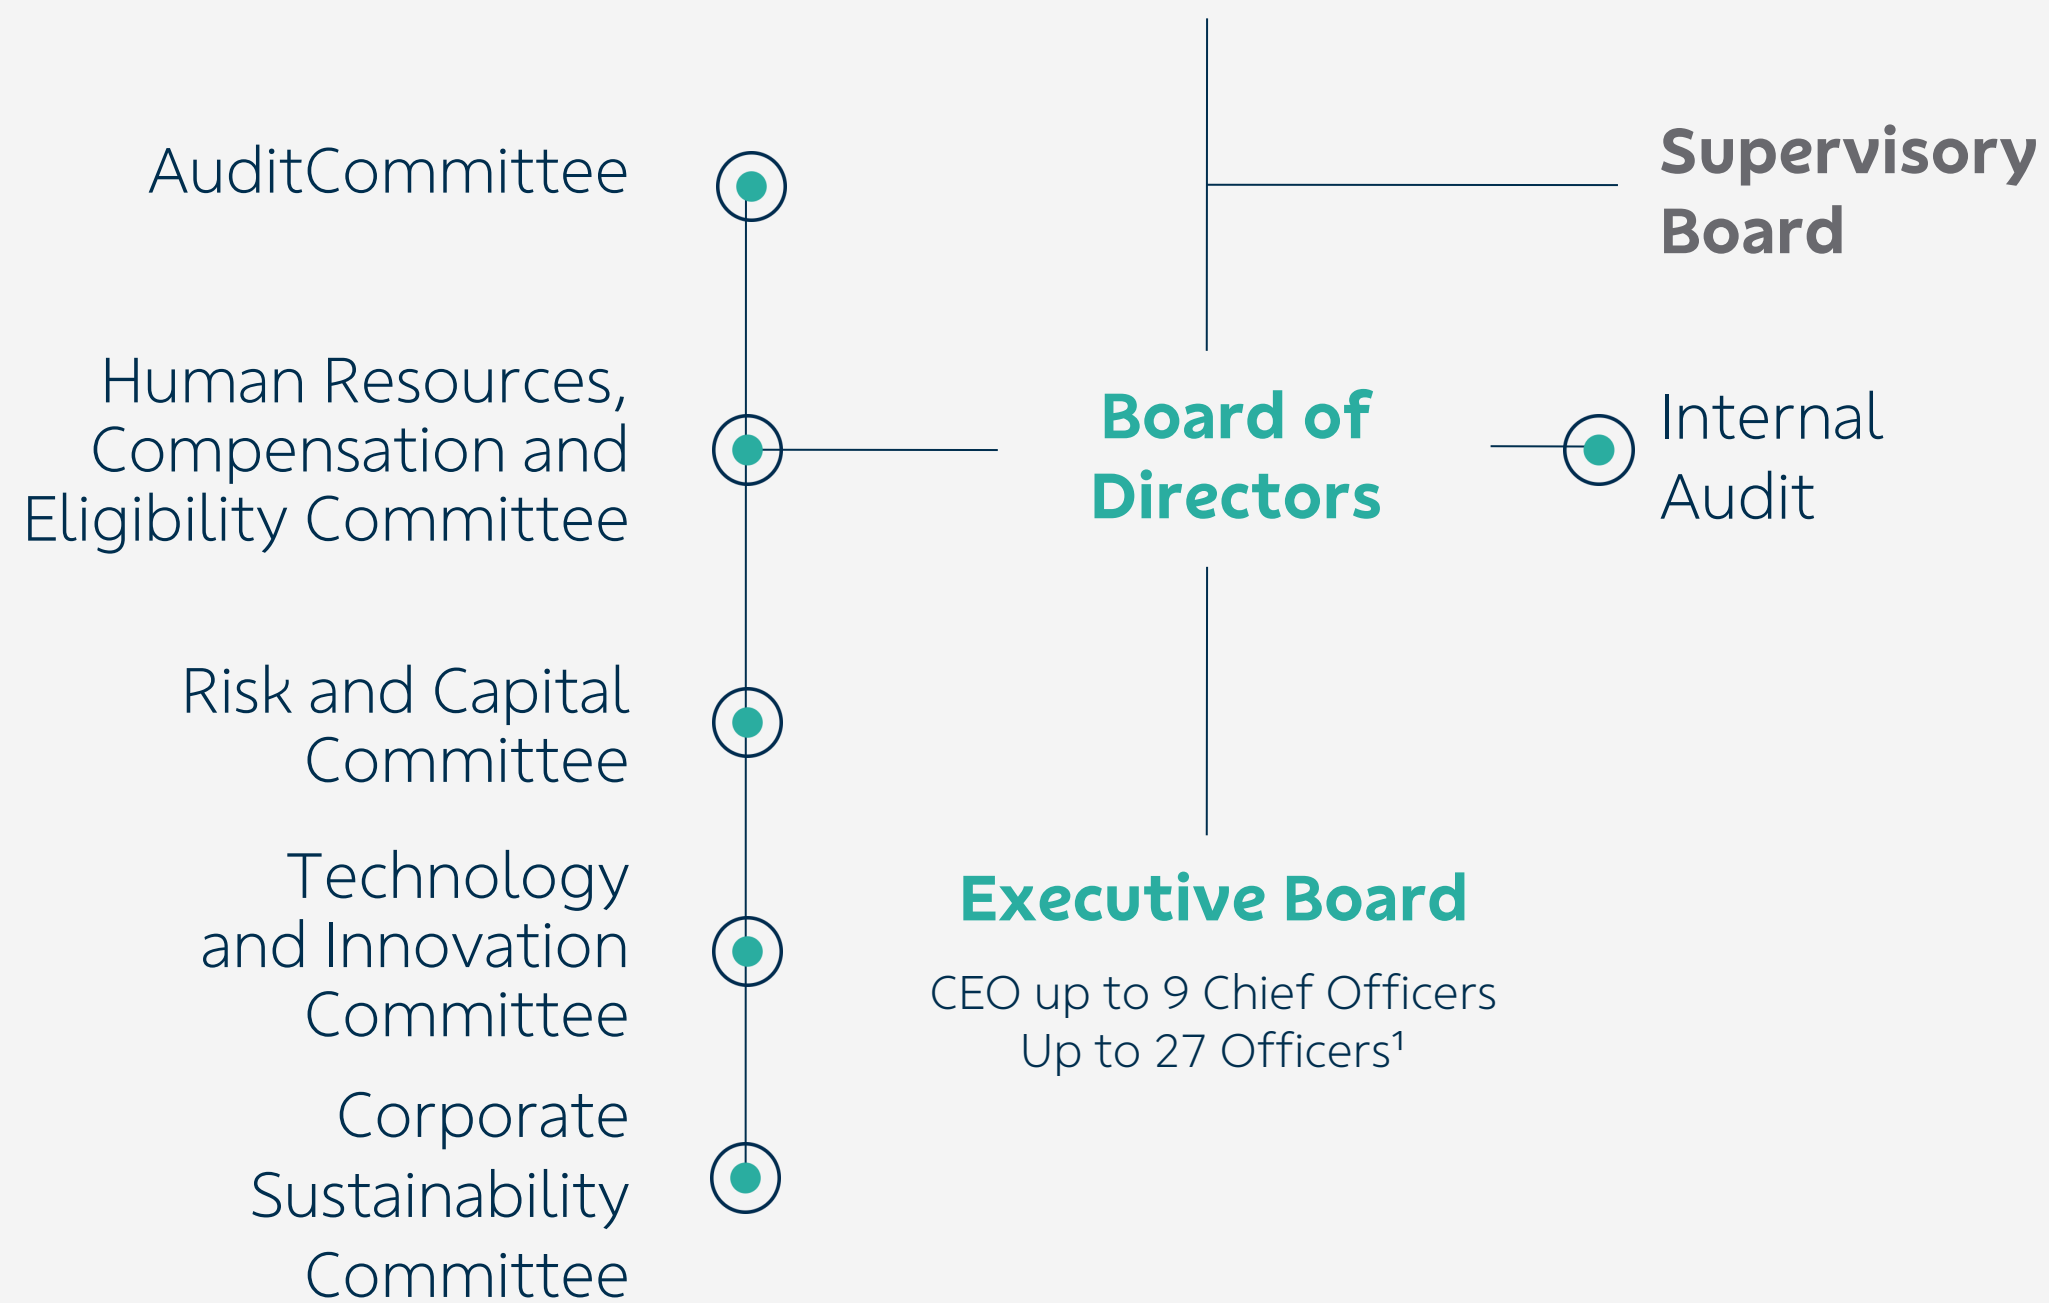 AuditCommittee
Human Resources,
Compensation and
Eligibility Committee
Risk and Capital
Committee
Technology
and Innovation
Committee
Corporate
Sustainability
Committee
Supervisory
Board
Board of
Directors
Internal
Audit
Executive Board
CEO up to 9 Chief Officers
Up to 27 Officers¹